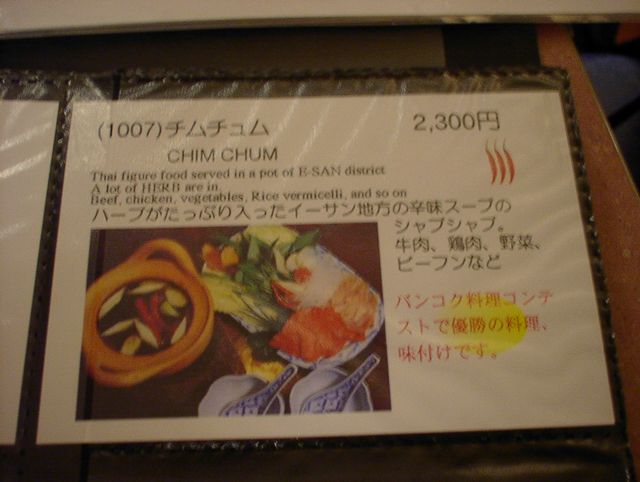 (1007)チムチュム 2,300円
CHIM CHUM
Thai figure food served in a pot of E-SAN district
A lot of HERB are in.
Beef, chicken, vegetables, Rice vermicelli, and so on
ハーブがたっぷり入ったイーサン地方の辛味スープの
シャブシャブ。
牛肉、鶏肉、野菜、
ビーフンなど
バンコク料理コンテ
ストで優勝の料理、
味付けです。